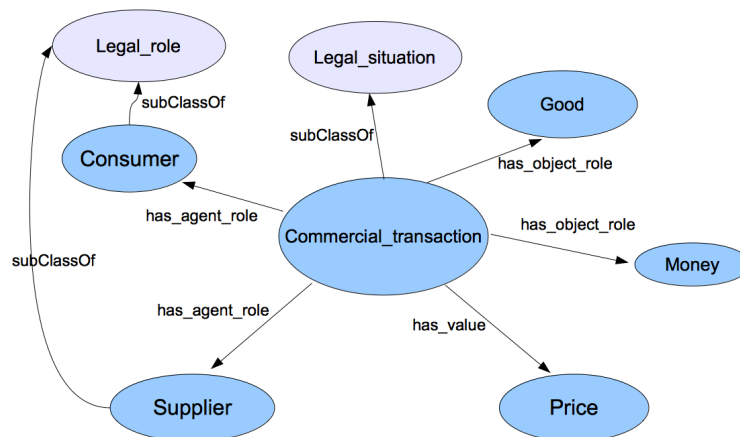 Legal_role
Legal_situation
subClassOf
Good
Consumer
subClassOf
has_object_role
has_agent_role
Commercial_transaction
has_object_role
subClassOf
Money
has_agent_role
has_value
Supplier
Price